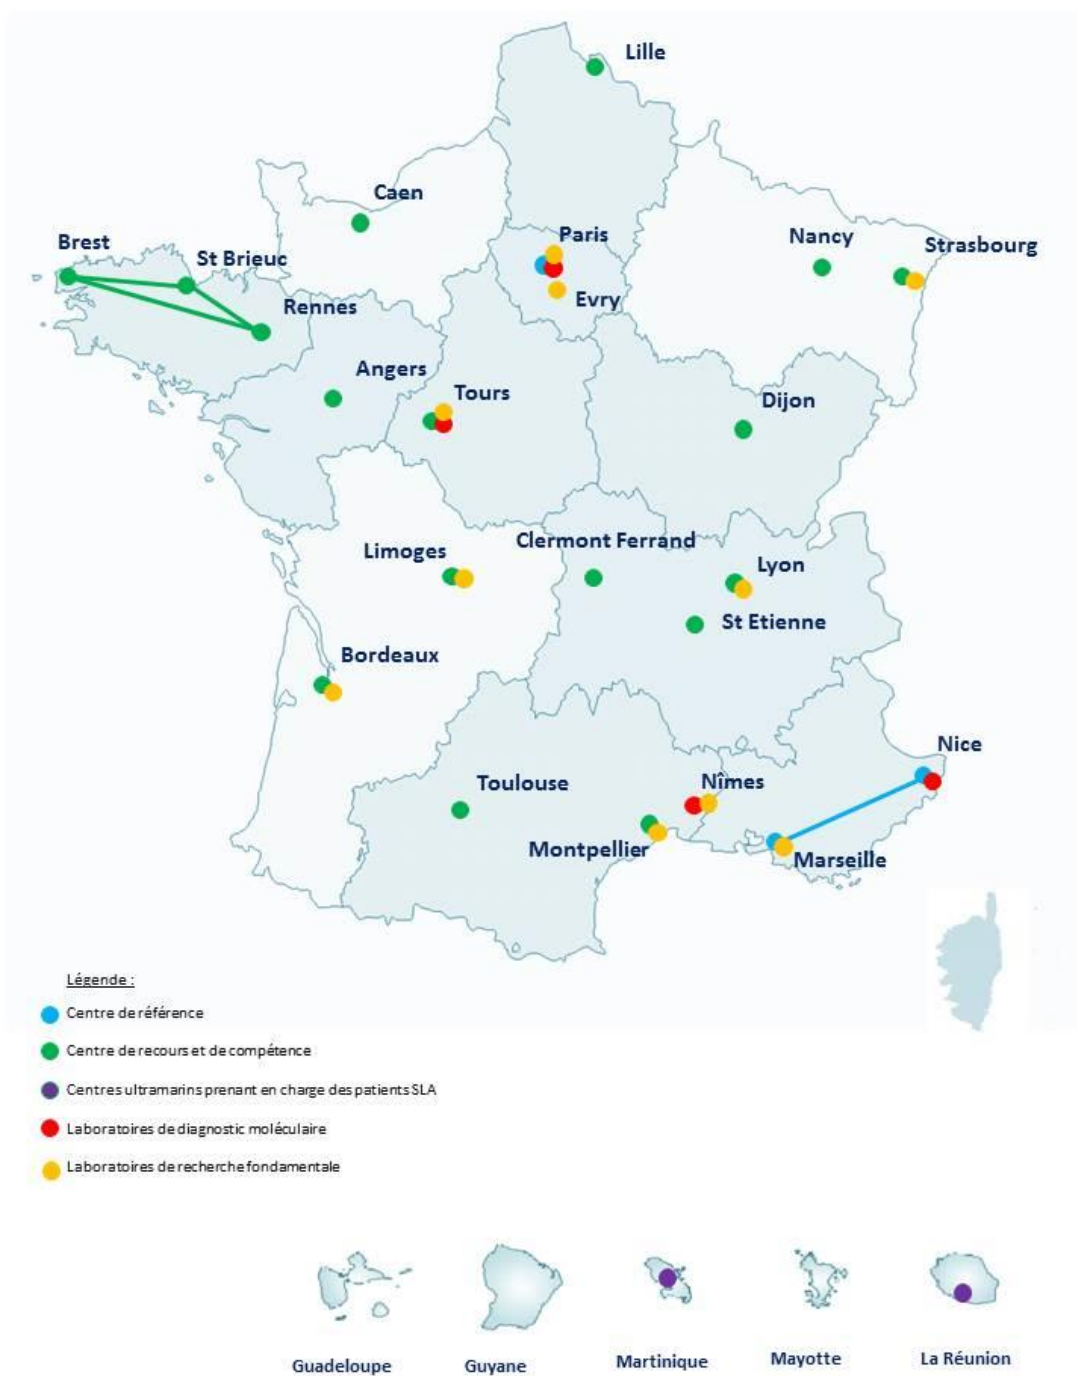 Lille
Caen
Paris
Nancy
Strasbourg
Brest
St Brieuc
Rennes
Evry
Angers
Tours
Dijon
Clermont Ferrand
Limoges
Lyon
St Etienne
Bordeaux
Nice
Toulouse
Nîmes
Montpellier
Marseille
Légende :
Centre de référence
Centre de recours et de compétence
Centres ultramarins prenant en charge des patients SLA
Laboratoires de diagnostic moléculaire
Laboratoires de recherche fondamentale
Guadeloupe
Guyane
Martinique
Mayotte
La Réunion